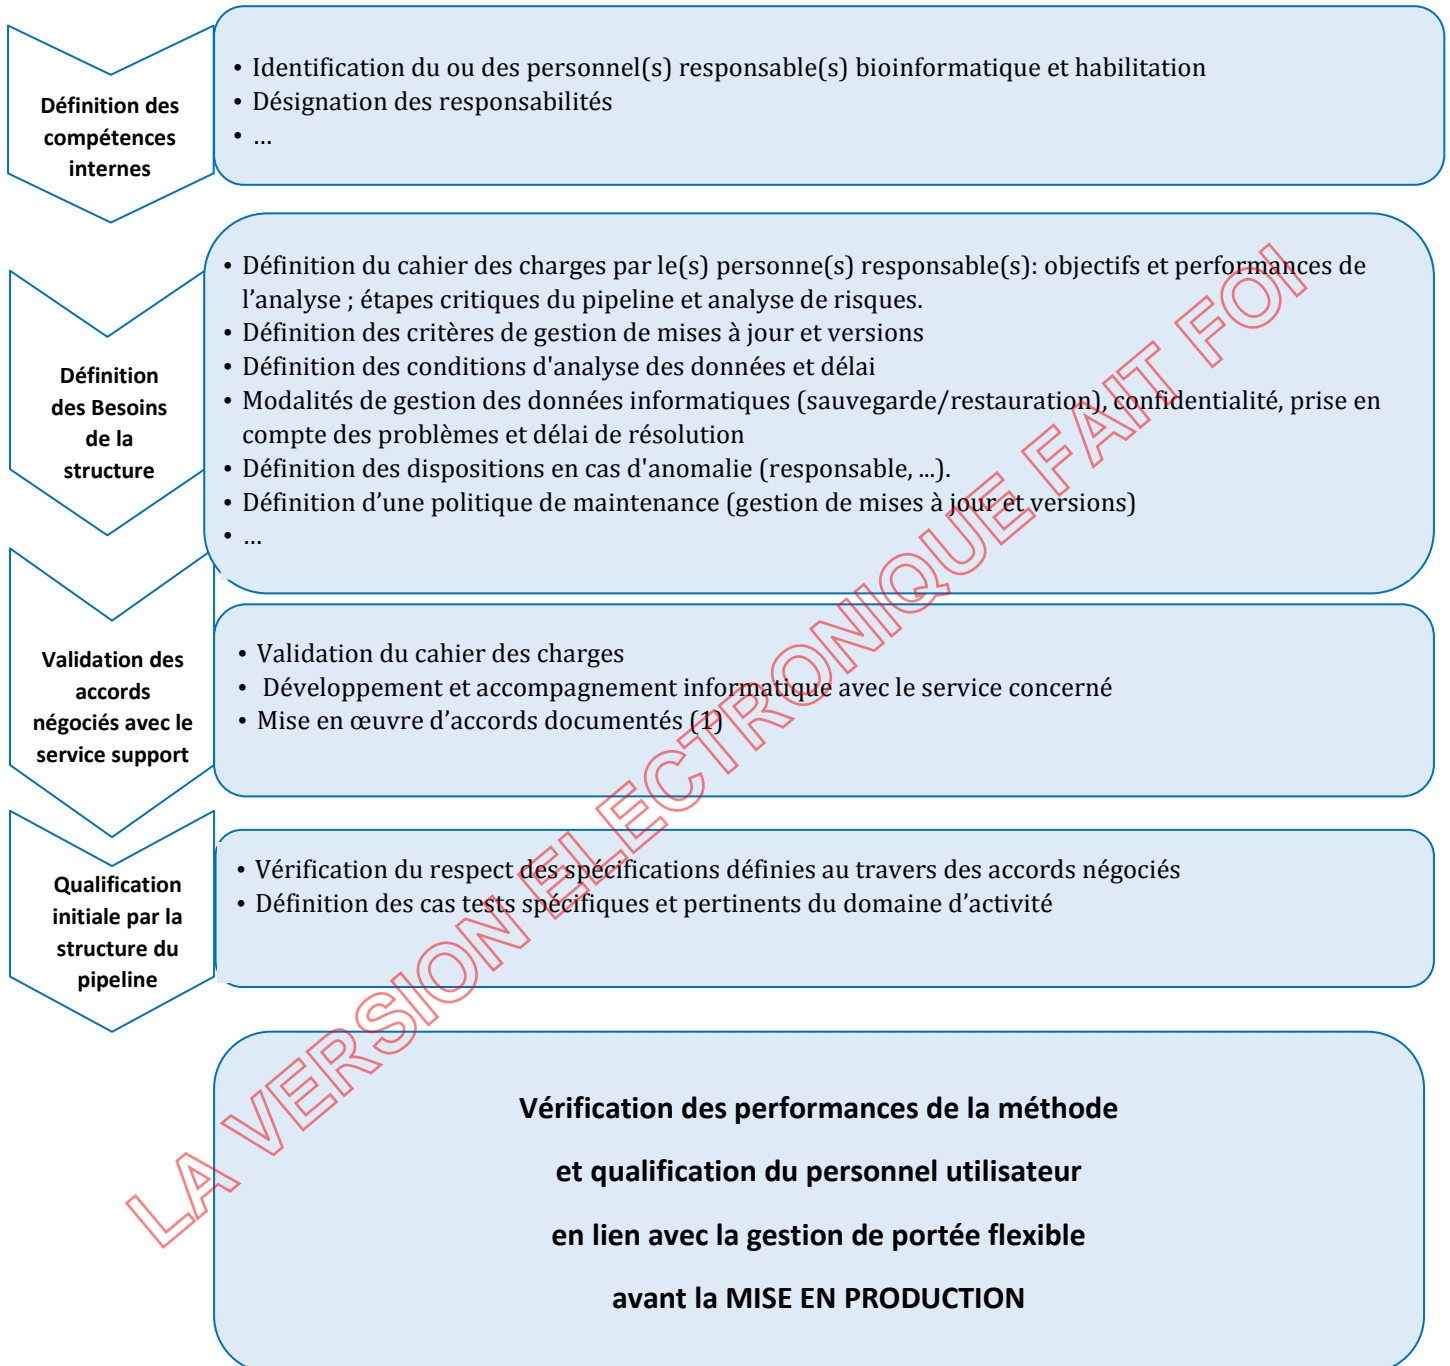 Définition des
compétences
internes
• Identification du ou des personnel(s) responsable(s) bioinformatique et habilitation
• Désignation des responsabilités
• ...
Définition
des Besoins
de la
structure
• Définition du cahier des charges par le(s) personne(s) responsable(s): objectifs et performances de
l’analyse ; étapes critiques du pipeline et analyse de risques.
• Définition des critères de gestion de mises à jour et versions
• Définition des conditions d'analyse des données et délai
• Modalités de gestion des données informatiques (sauvegarde/restauration), confidentialité, prise en
compte des problèmes et délai de résolution
• Définition des dispositions en cas d'anomalie (responsable, ...).
• Définition d’une politique de maintenance (gestion de mises à jour et versions)
• ...
Validation des
accords
négociés avec le
service support
• Validation du cahier des charges
• Développement et accompagnement informatique avec le service concerné
• Mise en œuvre d’accords documentés (1)
Qualification
initiale par la
structure du
pipeline
• Vérification du respect des spécifications définies au travers des accords négociés
• Définition des cas tests spécifiques et pertinents du domaine d’activité
Vérification des performances de la méthode
et qualification du personnel utilisateur
en lien avec la gestion de portée flexible
avant la MISE EN PRODUCTION
LA VERSION ELECTRONIQUE FAIT FOI